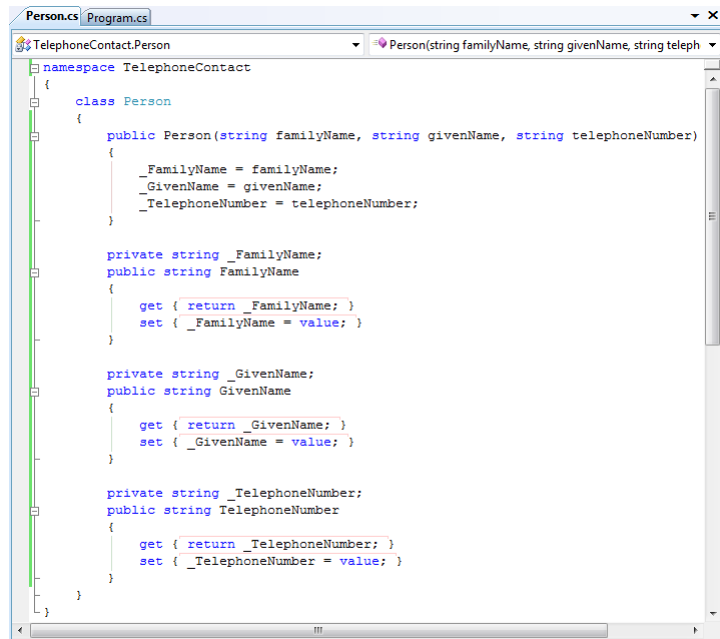 Person.cs Program.cs
TelephoneContact.Person Person(string familyName, string givenName, string teleph
namespace TelephoneContact
{
class Person
{
public Person(string familyName, string givenName, string telephoneNumber)
{
_FamilyName = familyName;
_GivenName = givenName;
_TelephoneNumber = telephoneNumber;
}
private string _FamilyName;
public string FamilyName
{
get { return _FamilyName; }
set { _FamilyName = value; }
}
private string _GivenName;
public string GivenName
{
get { return _GivenName; }
set { _GivenName = value; }
}
private string _TelephoneNumber;
public string TelephoneNumber
{
get { return _TelephoneNumber; }
set { _TelephoneNumber = value; }
}
}
}